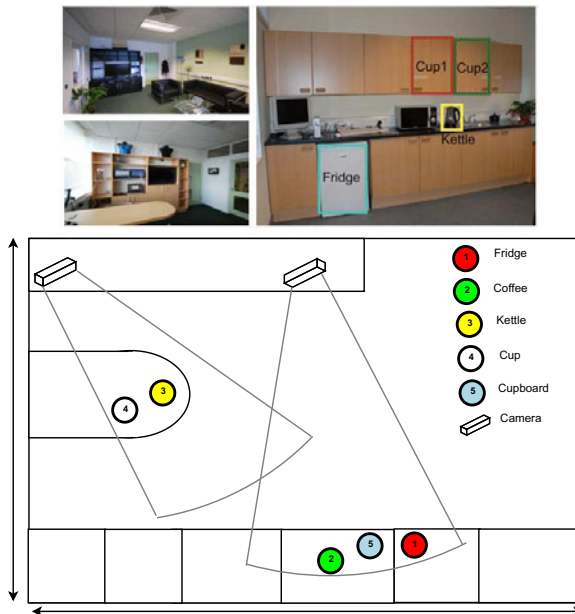 Cup1
Cup2
Kettle
Fridge
1 Fridge
2 Coffee
3 Kettle
4 Cup
5 Cupboard
Camera
3
4
5
1
2